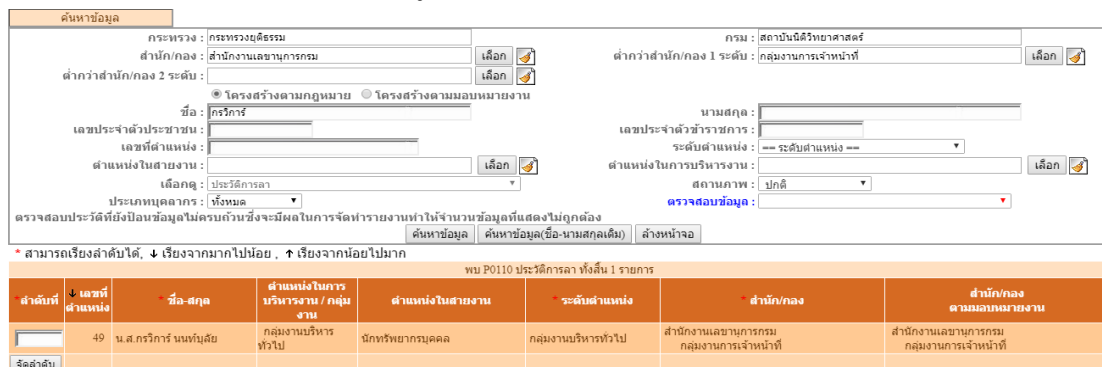 ค้นหาข้อมูล
กระทรวง : กระทรวงยุติธรรม กรม : สถาบันนิติวิทยาศาสตร์
สำนัก/กอง : สำนักงานเลขานุการกรม เลือก ต่ำกว่าสำนัก/กอง 1 ระดับ : กลุ่มงานการเจ้าหน้าที่ เลือก
ต่ำกว่าสำนัก/กอง 2 ระดับ : เลือก
โครงสร้างตามกฎหมาย โครงสร้างตามมอบหมายงาน
ชื่อ : กรวิการ์ นามสกุล :
เลขประจำตัวประชาชน : เลขประจำตัวข้าราชการ :
เลขที่ตำแหน่ง : ระดับตำแหน่ง : == ระดับตำแหน่ง ==
ตำแหน่งในสายงาน : เลือก ตำแหน่งในการบริหารงาน : เลือก
เลือกดู : ประวัติการลา สถานภาพ : ปกติ
ประเภทบุคลากร : ทั้งหมด ตรวจสอบข้อมูล :
ตรวจสอบประวัติที่ยังป้อนข้อมูลไม่ครบถ้วนซึ่งจะมีผลในการจัดทำรายงานทำให้จำนวนข้อมูลที่แสดงไม่ถูกต้อง
ค้นหาข้อมูล ค้นหาข้อมูล(ชื่อ-นามสกุลเดิม) ล้างหน้าจอ
* สามารถเรียงลำดับได้, ↓ เรียงจากมากไปน้อย , ↑ เรียงจากน้อยไปมาก
พบ P0110 ประวัติการลา ทั้งสิ้น 1 รายการ
*ลำดับที่ ↓ เลขที่ตำแหน่ง * ชื่อ-สกุล ตำแหน่งในการบริหารงาน / กลุ่มงาน ตำแหน่งในสายงาน * ระดับตำแหน่ง * สำนัก/กอง สำนัก/กอง ตามมอบหมายงาน
49 น.ส.กรวิการ์ นนท์บุลัย กลุ่มงานบริหารทั่วไป นักทรัพยากรบุคคล กลุ่มงานบริหารทั่วไป สำนักงานเลขานุการกรม กลุ่มงานการเจ้าหน้าที่ สำนักงานเลขานุการกรม กลุ่มงานการเจ้าหน้าที่
จัดลำดับ